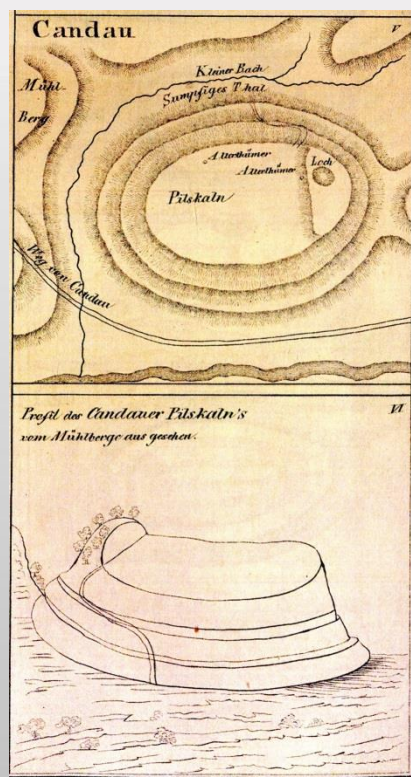 Candau
V
Kleiner Bach
Sumpfiges Thal
Mühl-
Berg
Alterthümer
Loch
Alterthümer
Pilskaln
Weg von Candau
Profil des Candauer Pilskaln's
VI
vom Mühlberge aus gesehen.